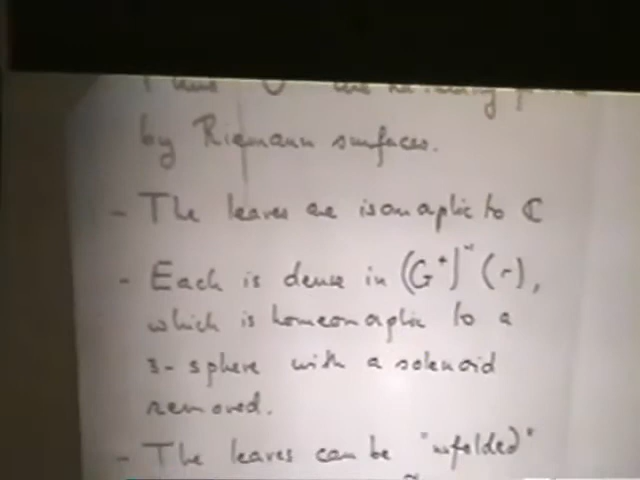 by Riemann surfaces.
- The leaves are isomorphic to ℂ
- Each is dense in (G⁺)⁻¹(r),
which is homeomorphic to a
3-sphere with a solenoid
removed.
- The leaves can be "unfolded"